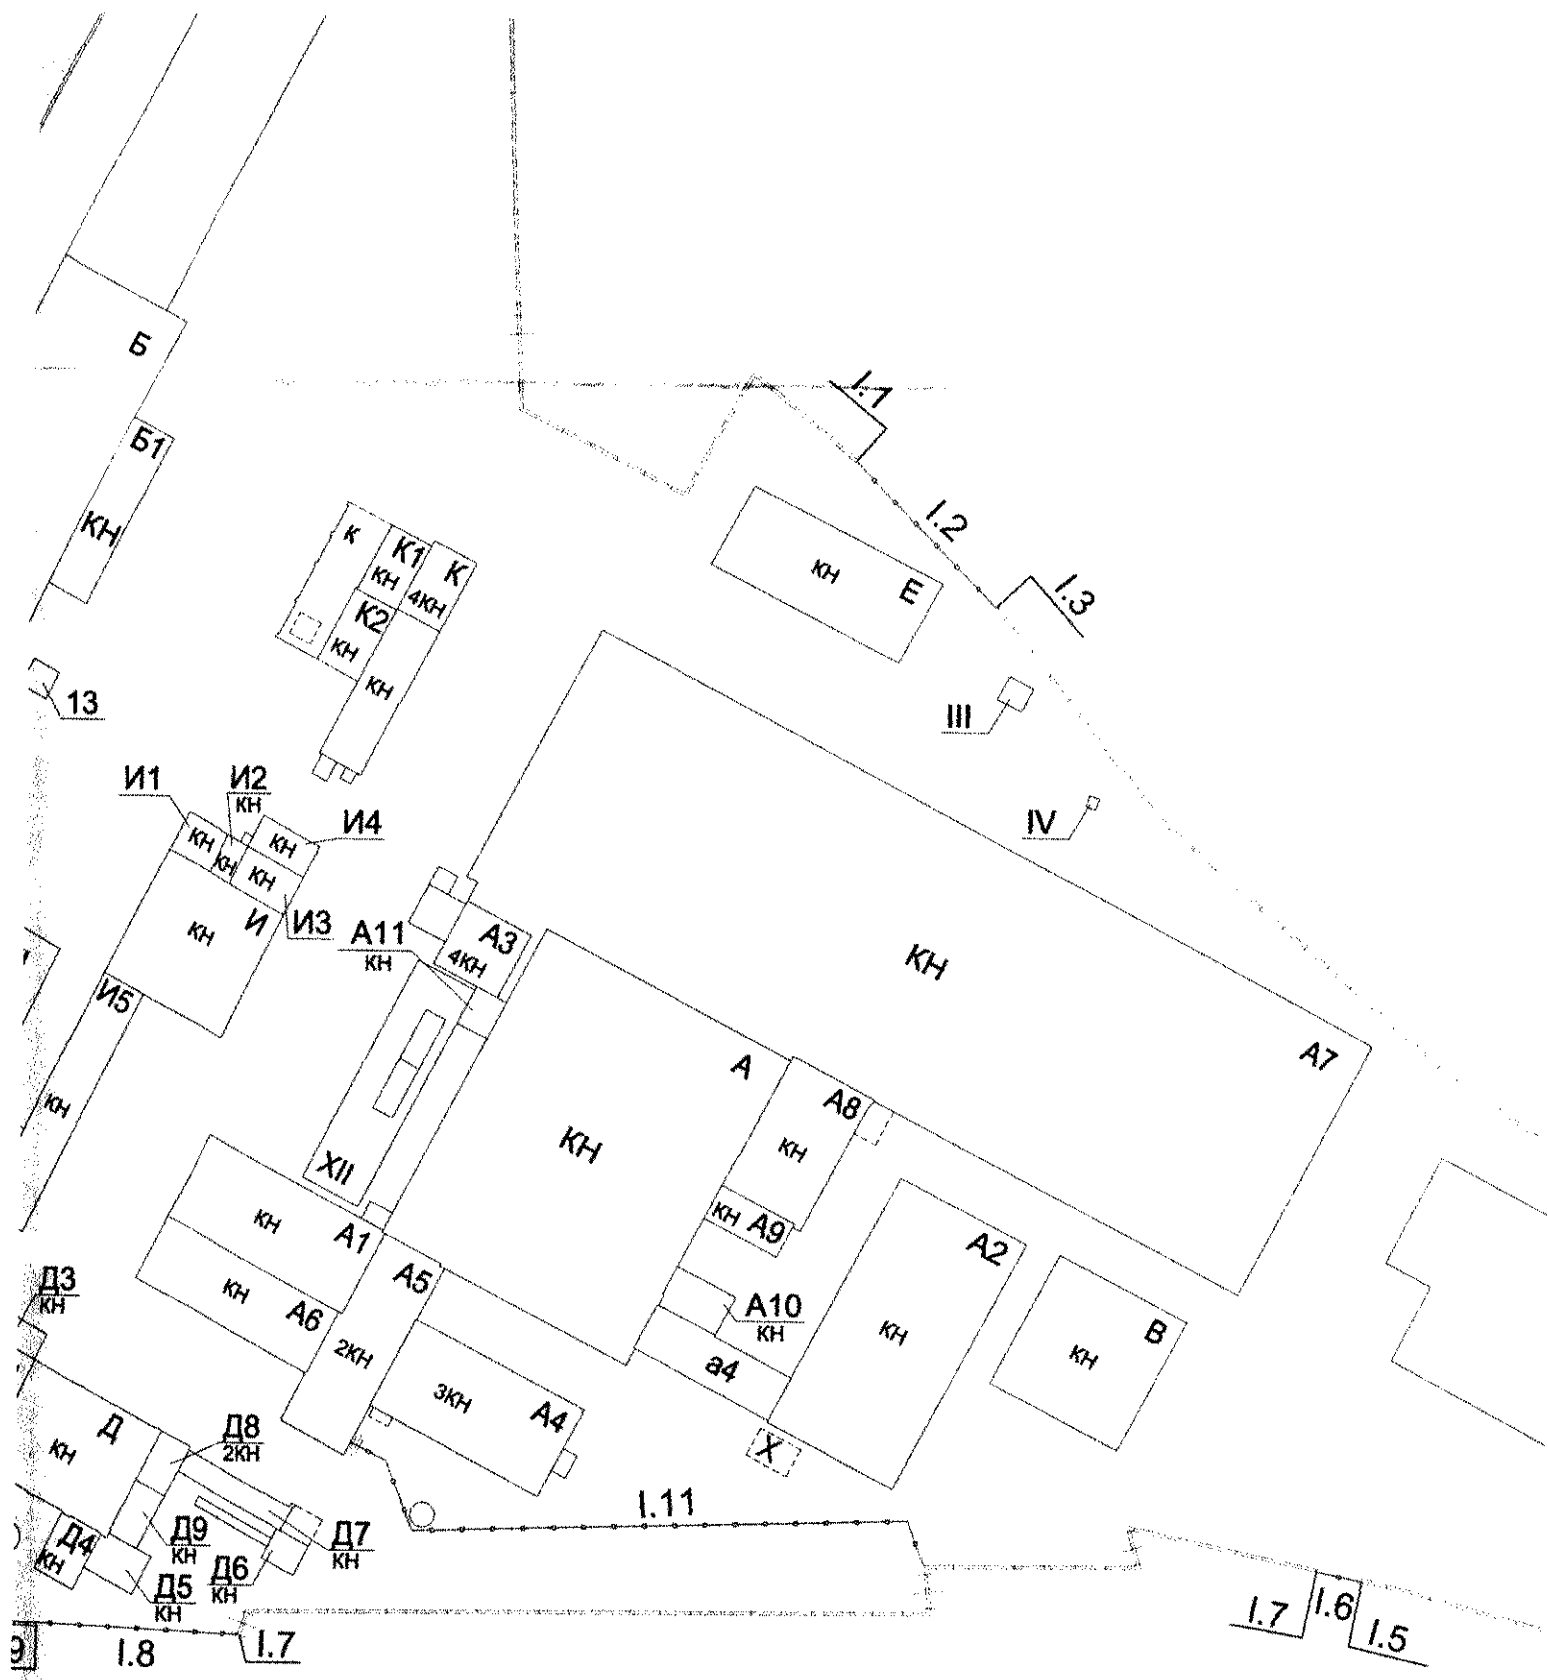 Б
I.1
Б1
КН
I.2
к
К1
КН
К
4КН
КН
Е
К2
КН
I.3
КН
13
III
И1
И2
КН
И4
IV
КН
КН
КН
КН
И
И3
КН
А11
КН
А3
4КН
КН
И5
А
А7
КН
А8
КН
КН
XII
КН
А1
КН
А9
А2
А5
Д3
КН
КН
А6
А10
КН
КН
В
КН
2КН
а4
3КН
А4
Д
КН
Д8
2КН
X
I.11
Д9
КН
Д7
КН
Д4
КН
Д6
КН
Д5
КН
I.7
I.6
I.5
9
I.8
I.7